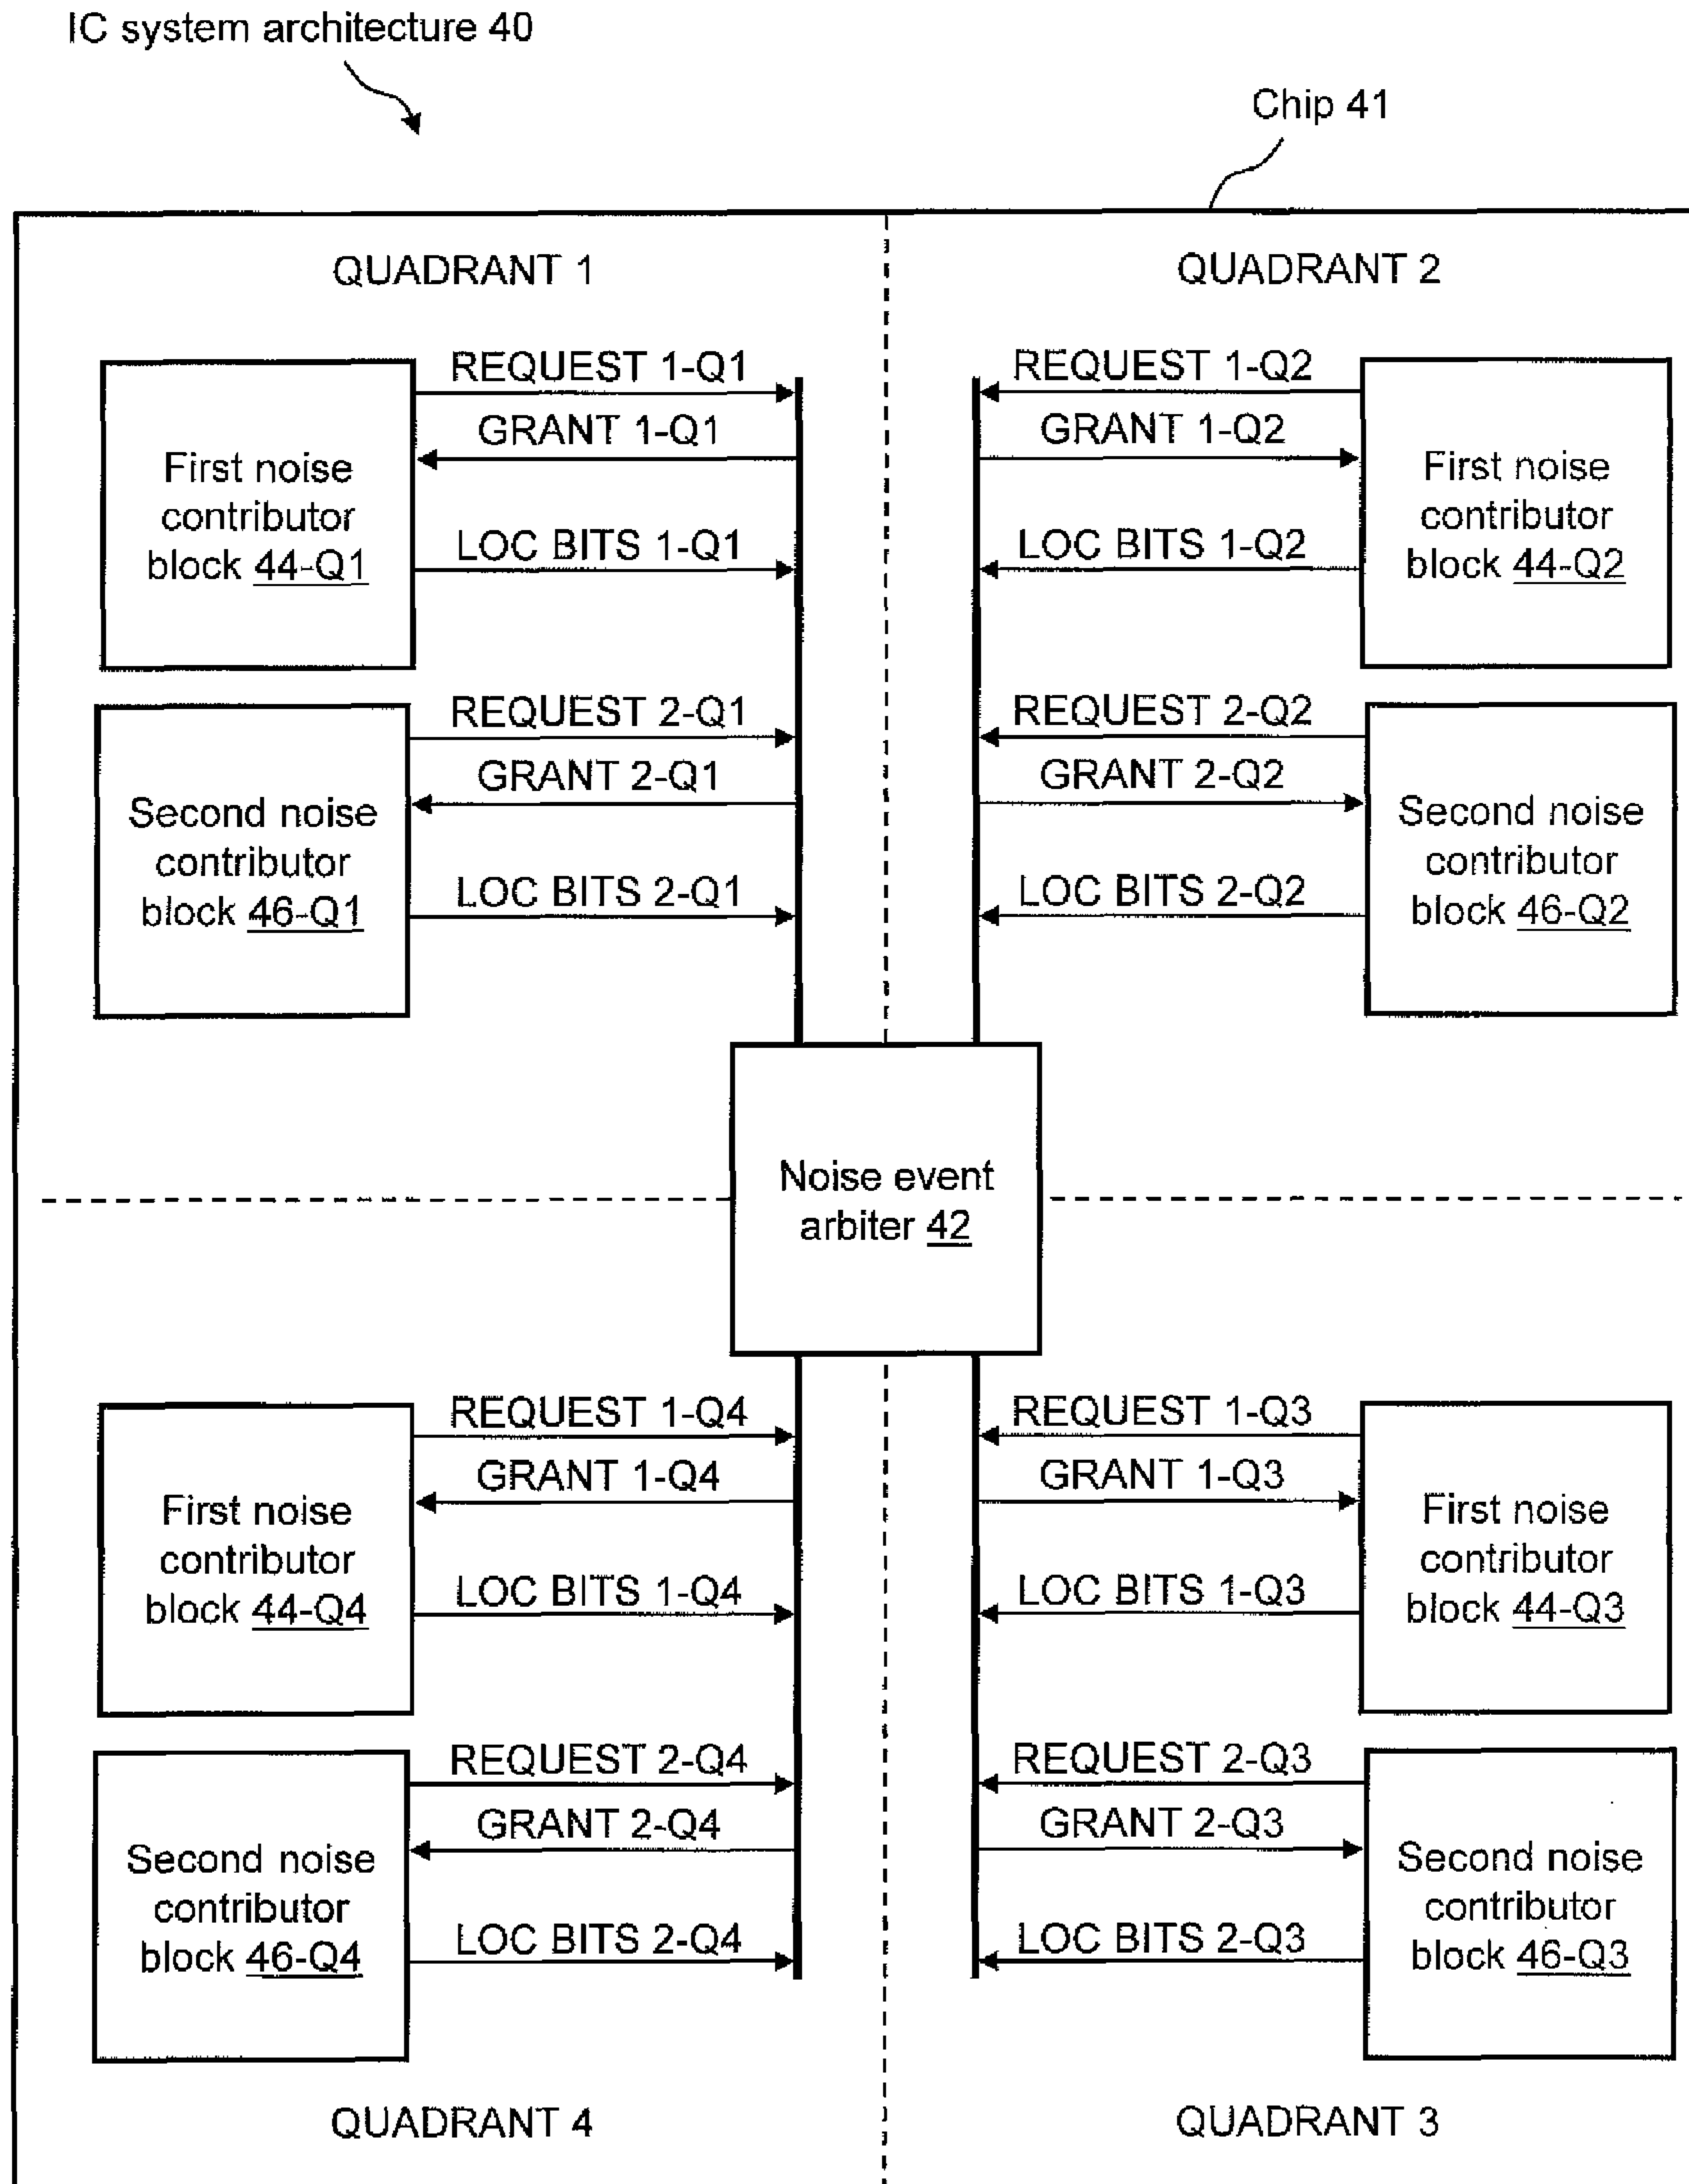 IC system architecture 40
Chip 41
QUADRANT 1
QUADRANT 2
First noise
contributor
block 44-Q1
REQUEST 1-Q1
GRANT 1-Q1
LOC BITS 1-Q1
REQUEST 1-Q2
GRANT 1-Q2
LOC BITS 1-Q2
First noise
contributor
block 44-Q2
Second noise
contributor
block 46-Q1
REQUEST 2-Q1
GRANT 2-Q1
LOC BITS 2-Q1
REQUEST 2-Q2
GRANT 2-Q2
LOC BITS 2-Q2
Second noise
contributor
block 46-Q2
Noise event
arbiter 42
First noise
contributor
block 44-Q4
REQUEST 1-Q4
GRANT 1-Q4
LOC BITS 1-Q4
REQUEST 1-Q3
GRANT 1-Q3
LOC BITS 1-Q3
First noise
contributor
block 44-Q3
Second noise
contributor
block 46-Q4
REQUEST 2-Q4
GRANT 2-Q4
LOC BITS 2-Q4
REQUEST 2-Q3
GRANT 2-Q3
LOC BITS 2-Q3
Second noise
contributor
block 46-Q3
QUADRANT 4
QUADRANT 3